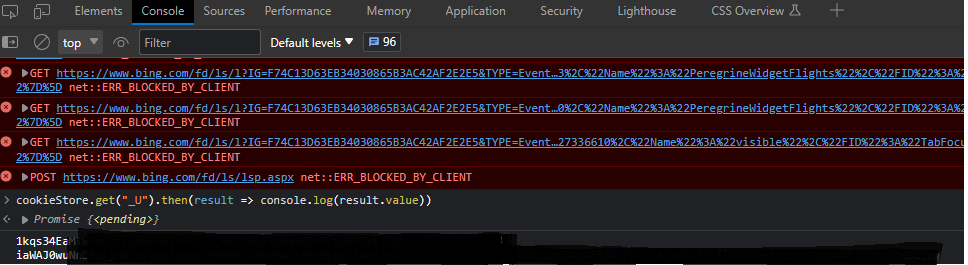 Elements Console Sources Performance Memory Application Security Lighthouse CSS Overview
top Filter Default levels 96
GET https://www.bing.com/fd/ls/l?IG=F74C13D63EB34030865B3AC42AF2E2E5&TYPE=Event…3%2C%22Name%22%3A%22PeregrineWidgetFlights%22%2C%22FID%22%3A%2
2%7D%5D net::ERR_BLOCKED_BY_CLIENT
GET https://www.bing.com/fd/ls/l?IG=F74C13D63EB34030865B3AC42AF2E2E5&TYPE=Event…0%2C%22Name%22%3A%22PeregrineWidgetFlights%22%2C%22FID%22%3A%2
2%7D%5D net::ERR_BLOCKED_BY_CLIENT
GET https://www.bing.com/fd/ls/l?IG=F74C13D63EB34030865B3AC42AF2E2E5&TYPE=Event…27336610%2C%22Name%22%3A%22visible%22%2C%22FID%22%3A%22TabFocu
2%7D%5D net::ERR_BLOCKED_BY_CLIENT
POST https://www.bing.com/fd/ls/lsp.aspx net::ERR_BLOCKED_BY_CLIENT
> cookieStore.get("_U").then(result => console.log(result.value))
Promise {<pending>}